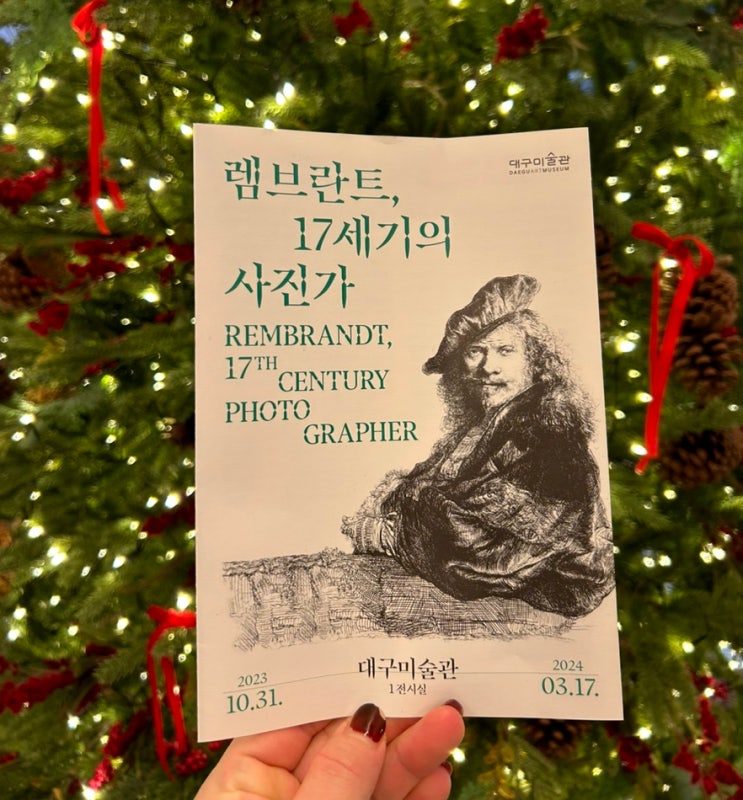 대구미술관
DAEGUARTMUSEUM
렘브란트,
17세기의
사진가
REMBRANDT,
17TH
CENTURY
PHOTO
GRAPHER
2023
10.31.
대구미술관
1전시실
2024
03.17.